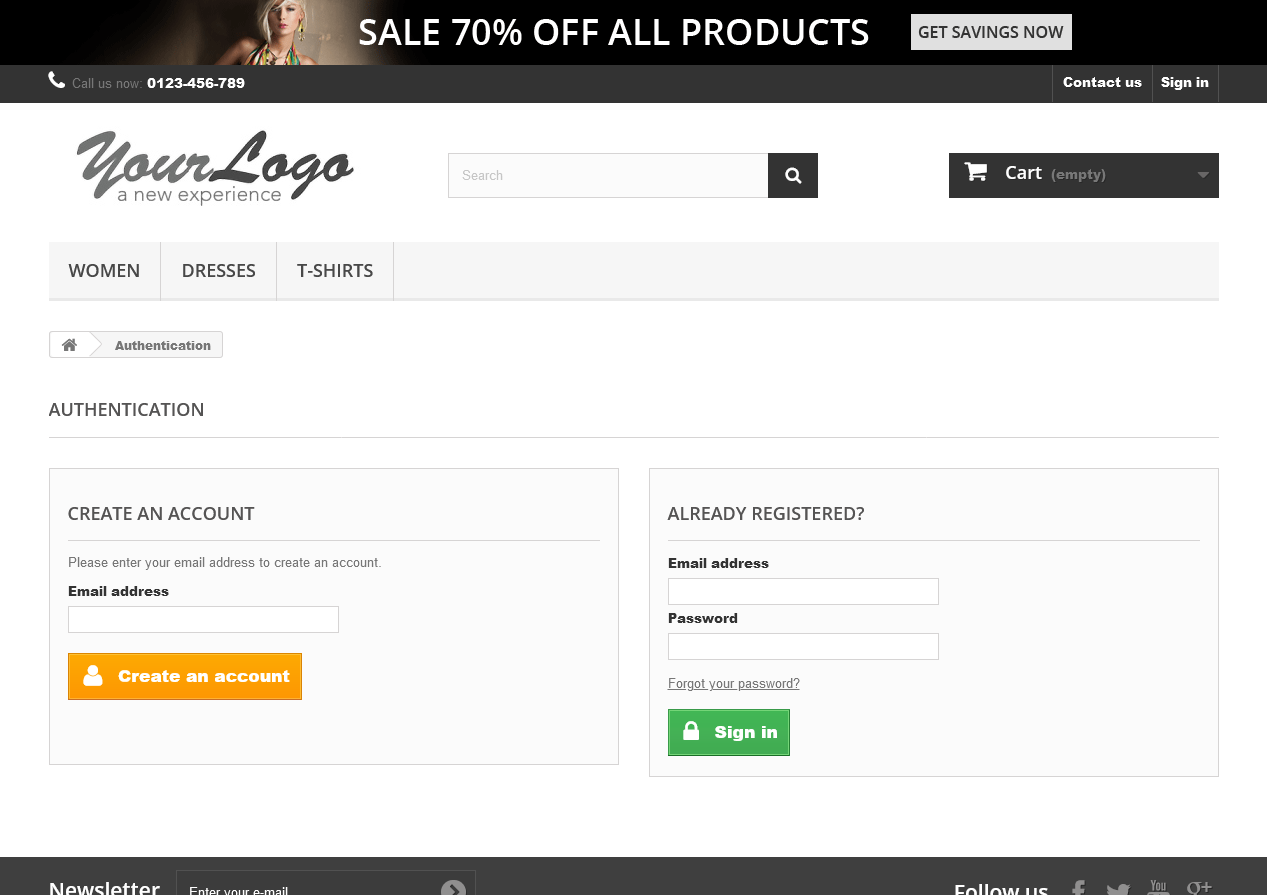 SALE 70% OFF ALL PRODUCTS
GET SAVINGS NOW
Call us now: 0123-456-789
Contact us
Sign in
YourLogo
a new experience
Search
Cart (empty)
WOMEN
DRESSES
T-SHIRTS
Authentication
AUTHENTICATION
CREATE AN ACCOUNT
Please enter your email address to create an account.
Email address
Create an account
ALREADY REGISTERED?
Email address
Password
Forgot your password?
Sign in
Newsletter
Enter your e-mail
Follow us
You
g+